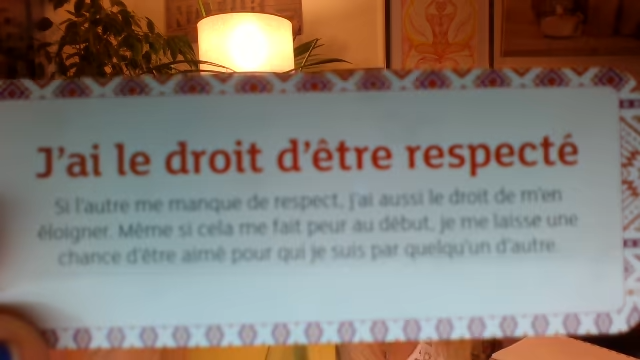 J'ai le droit d'être respecté
Si l'autre me manque de respect, j'ai aussi le droit de m'en
éloigner. Même si cela me fait peur au début, je me laisse une
chance d'être aimé pour qui je suis par quelqu'un d'autre.